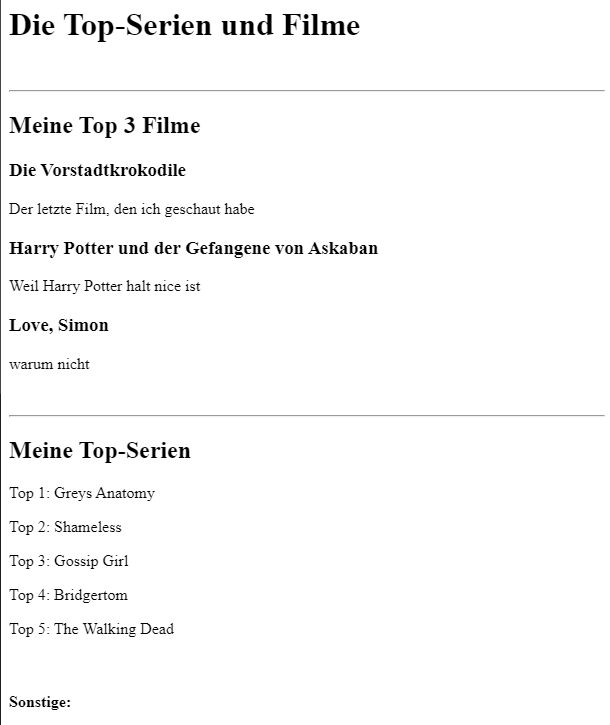 Die Top-Serien und Filme
Meine Top 3 Filme
Die Vorstadtkrokodile
Der letzte Film, den ich geschaut habe
Harry Potter und der Gefangene von Askaban
Weil Harry Potter halt nice ist
Love, Simon
warum nicht
Meine Top-Serien
Top 1: Greys Anatomy
Top 2: Shameless
Top 3: Gossip Girl
Top 4: Bridgertom
Top 5: The Walking Dead
Sonstige: